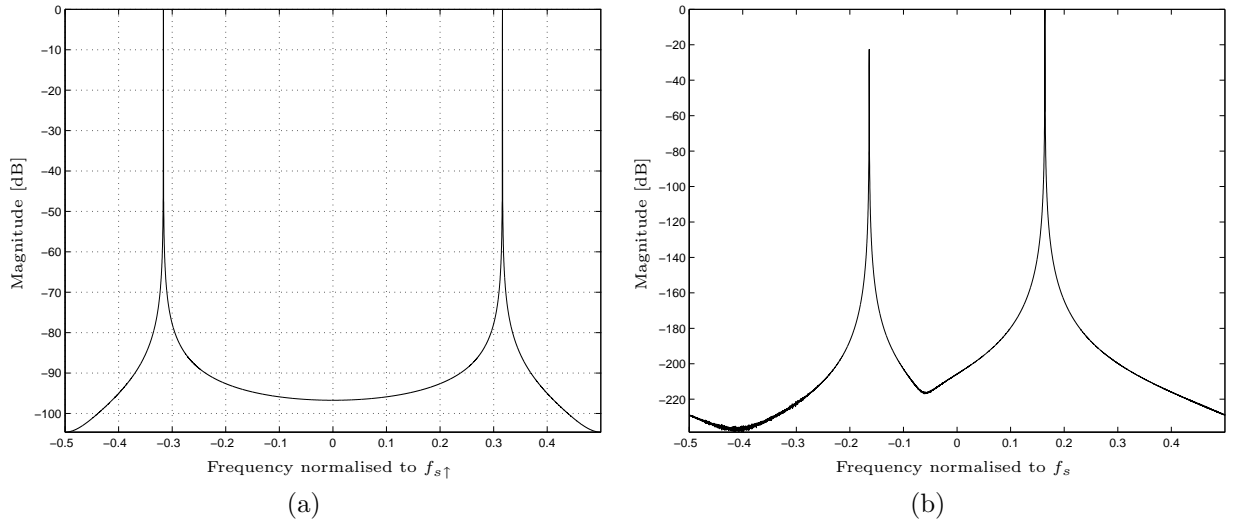 0
−10
−20
−30
−40
−50
−60
−70
−80
−90
−100
Magnitude [dB]
−0.5 −0.4 −0.3 −0.2 −0.1 0 0.1 0.2 0.3 0.4
Frequency normalised to fs↑
(a)
0
−20
−40
−60
−80
−100
−120
−140
−160
−180
−200
−220
Magnitude [dB]
−0.5 −0.4 −0.3 −0.2 −0.1 0 0.1 0.2 0.3 0.4
Frequency normalised to fs
(b)